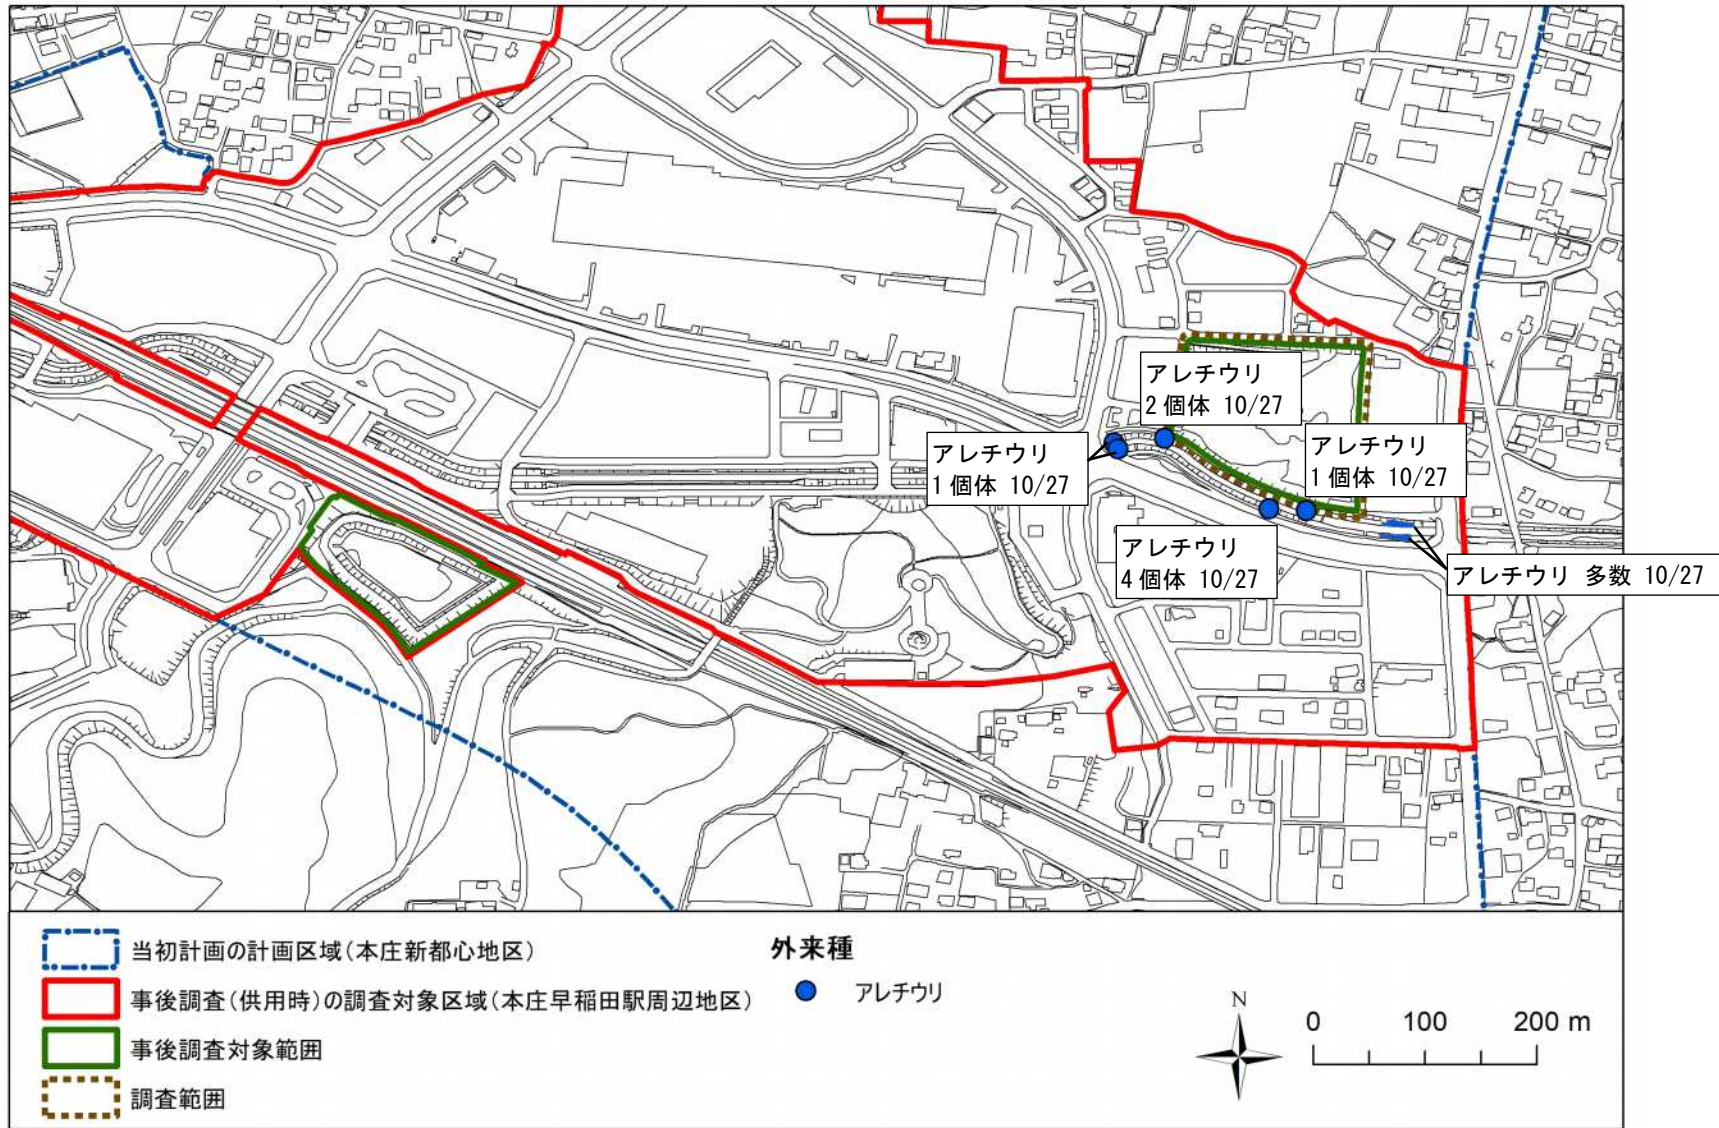 アレチウリ
2個体 10/27
アレチウリ
1個体 10/27
アレチウリ
1個体 10/27
アレチウリ
4個体 10/27
アレチウリ 多数 10/27
当初計画の計画区域(本庄新都心地区)
事後調査(供用時)の調査対象区域(本庄早稲田駅周辺地区)
事後調査対象範囲
調査範囲
外来種
アレチウリ
N
0 100 200 m